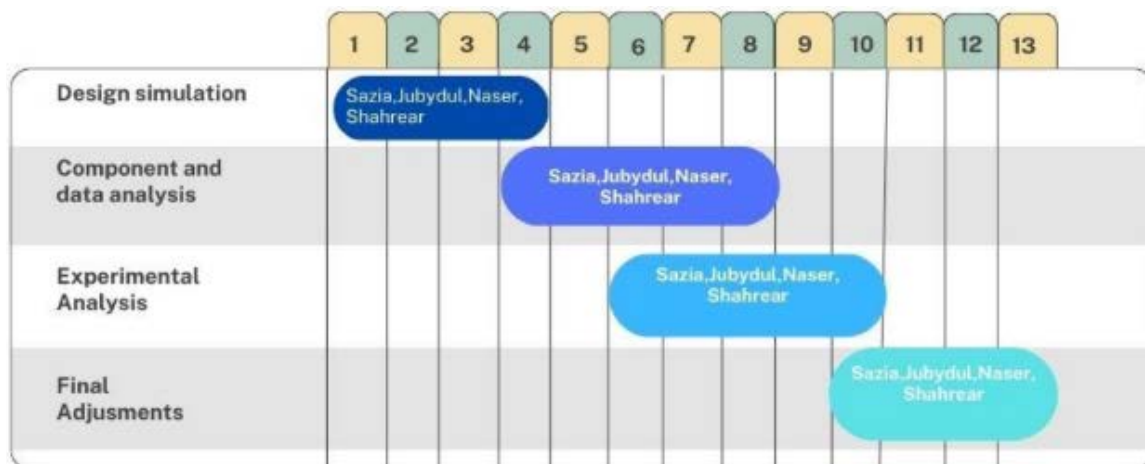 1 2 3 4 5 6 7 8 9 10 11 12 13
Design simulation
Sazia,Jubydul,Naser,
Shahrear
Component and
data analysis
Sazia,Jubydul,Naser,
Shahrear
Experimental
Analysis
Sazia,Jubydul,Naser,
Shahrear
Final
Adjusments
Sazia,Jubydul,Naser,
Shahrear